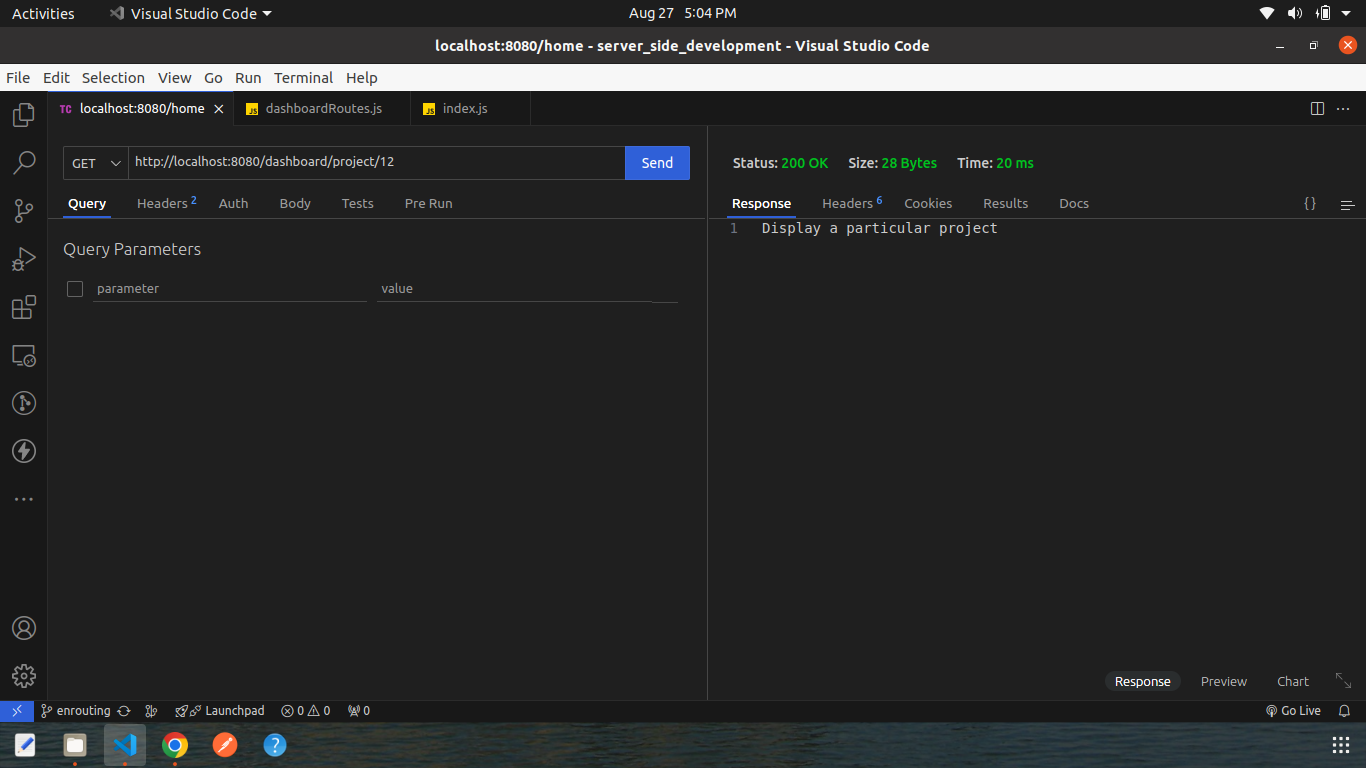 Activities Visual Studio Code Aug 27 5:04 PM
localhost:8080/home - server_side_development - Visual Studio Code
File Edit Selection View Go Run Terminal Help
TC localhost:8080/home JS dashboardRoutes.js JS index.js
GET http://localhost:8080/dashboard/project/12 Send
Status: 200 OK Size: 28 Bytes Time: 20 ms
Query Headers 2 Auth Body Tests Pre Run
Response Headers 6 Cookies Results Docs {}
1 Display a particular project
Query Parameters
parameter value
Response Preview Chart
enrouting Launchpad 0 0 0 Go Live